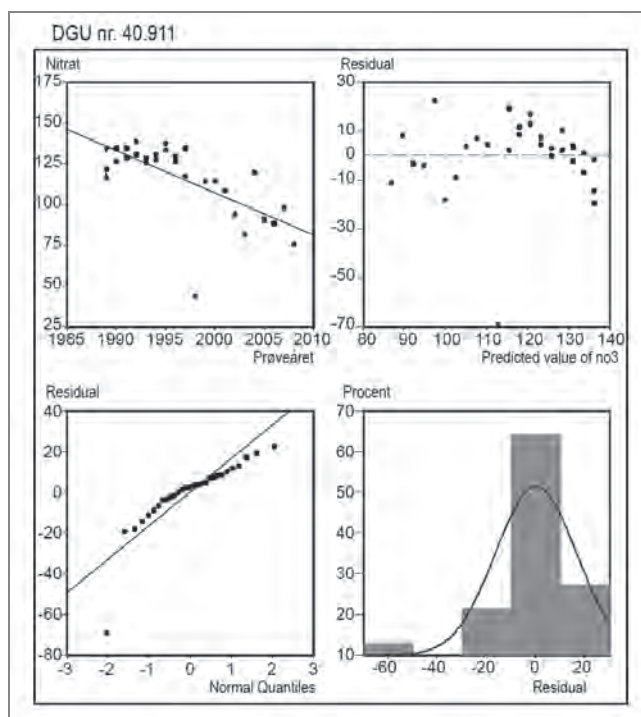 DGU nr. 40.911
Nitrat
175
150
125
100
75
50
25
1985 1990 1995 2000 2005 2010
Prøveåret
Residual
30
10
0
-10
-30
-50
-70
80 90 100 110 120 130 140
Predicted value of no3
Residual
40
20
0
-20
-40
-60
-80
-3 -2 -1 0 1 2 3
Normal Quantiles
Procent
70
60
50
40
30
20
10
-60 -40 -20 0 20
Residual